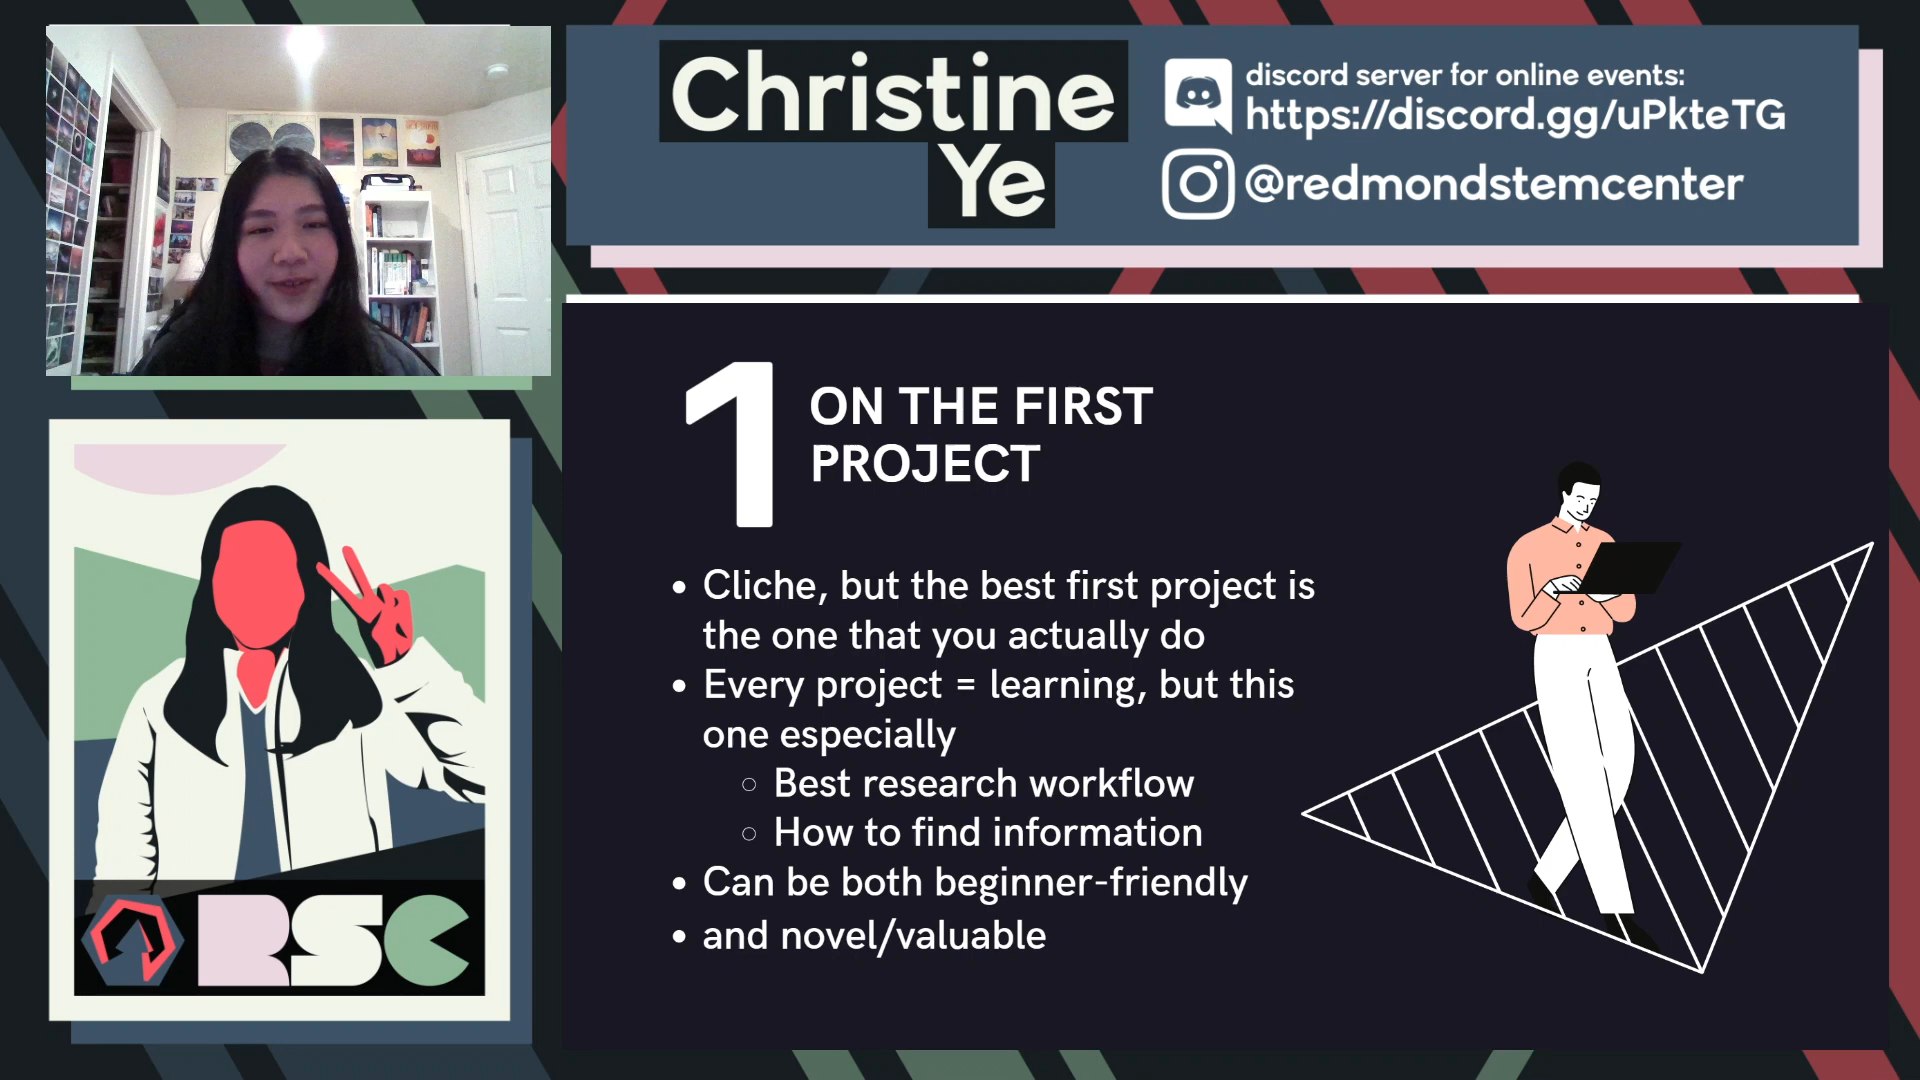 Christine
Ye
discord server for online events:
https://discord.gg/uPkteTG
@redmondstemcenter
1
ON THE FIRST
PROJECT
• Cliche, but the best first project is
the one that you actually do
• Every project = learning, but this
one especially
○ Best research workflow
○ How to find information
• Can be both beginner-friendly
• and novel/valuable
RSC